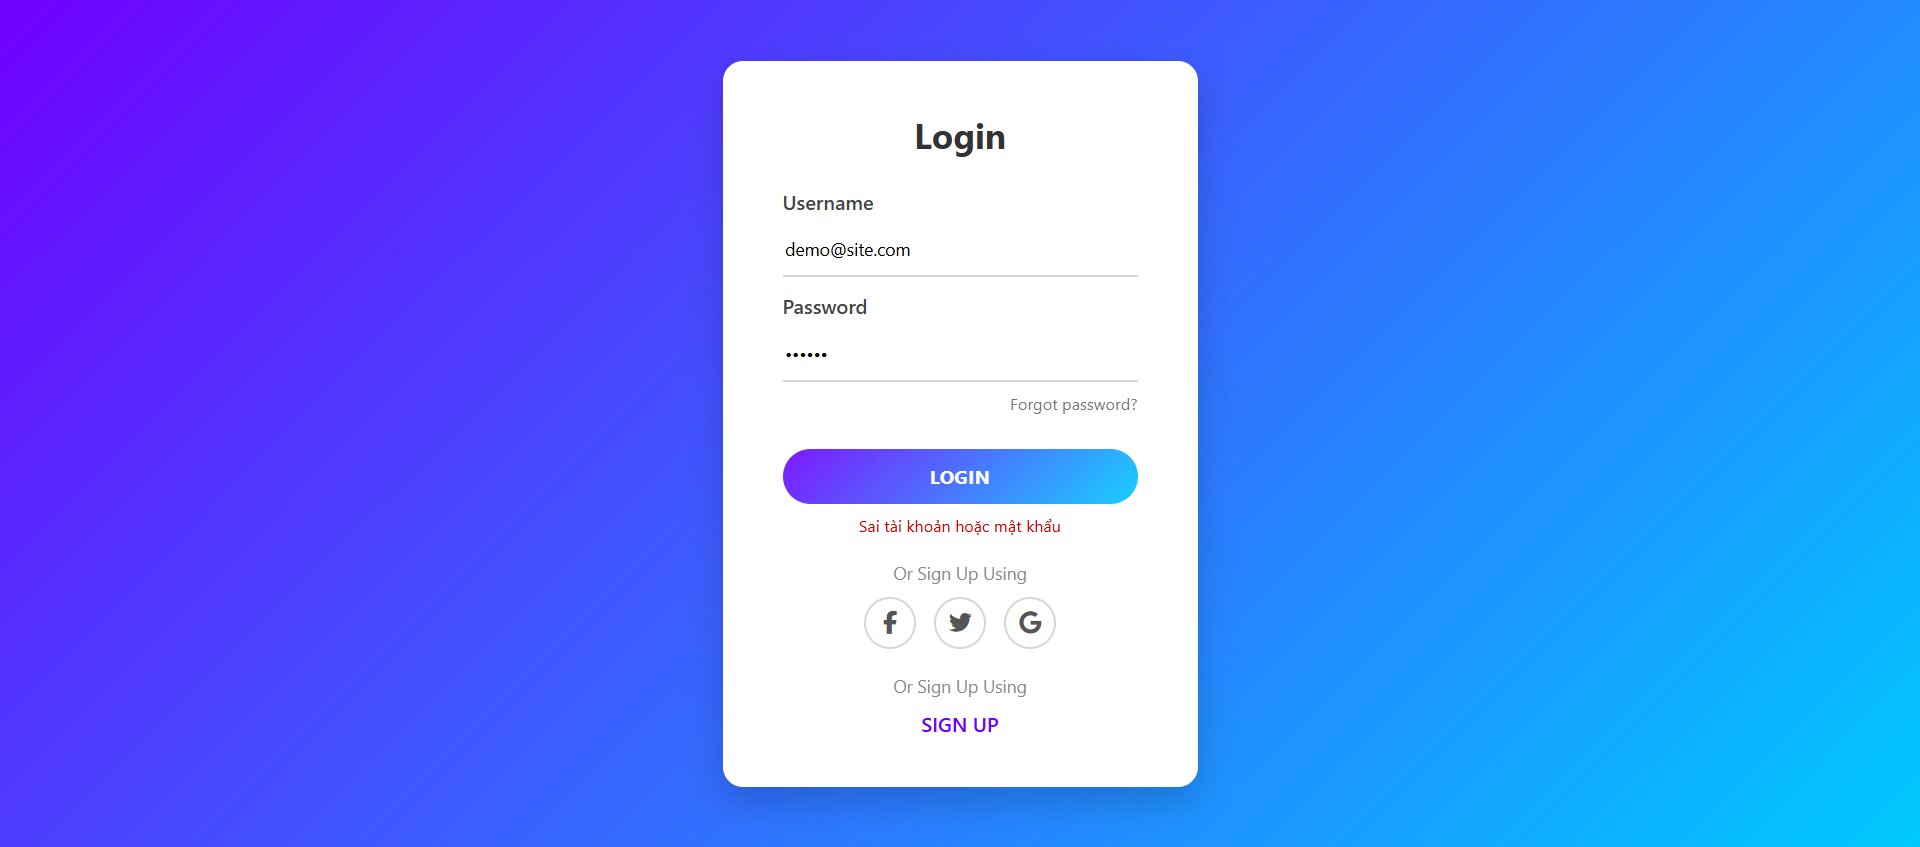 Login
Username
demo@site.com
Password
••••••
Forgot password?
LOGIN
Sai tài khoản hoặc mật khẩu
Or Sign Up Using
Or Sign Up Using
SIGN UP